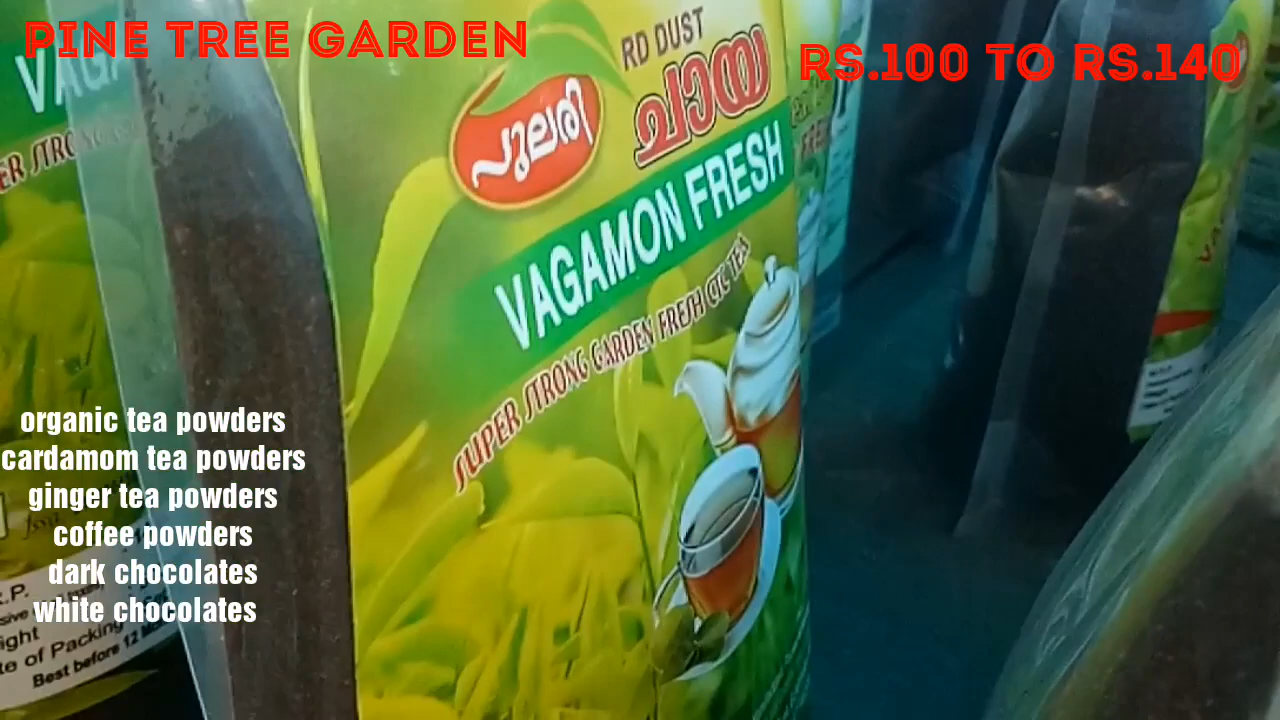 PINE TREE GARDEN
RS.100 TO RS.140
RD DUST
ചായ
പുലരി
VAGAMON FRESH
SUPER STRONG GARDEN FRESH CTC TEA
organic tea powders
cardamom tea powders
ginger tea powders
coffee powders
dark chocolates
white chocolates
Best before 12